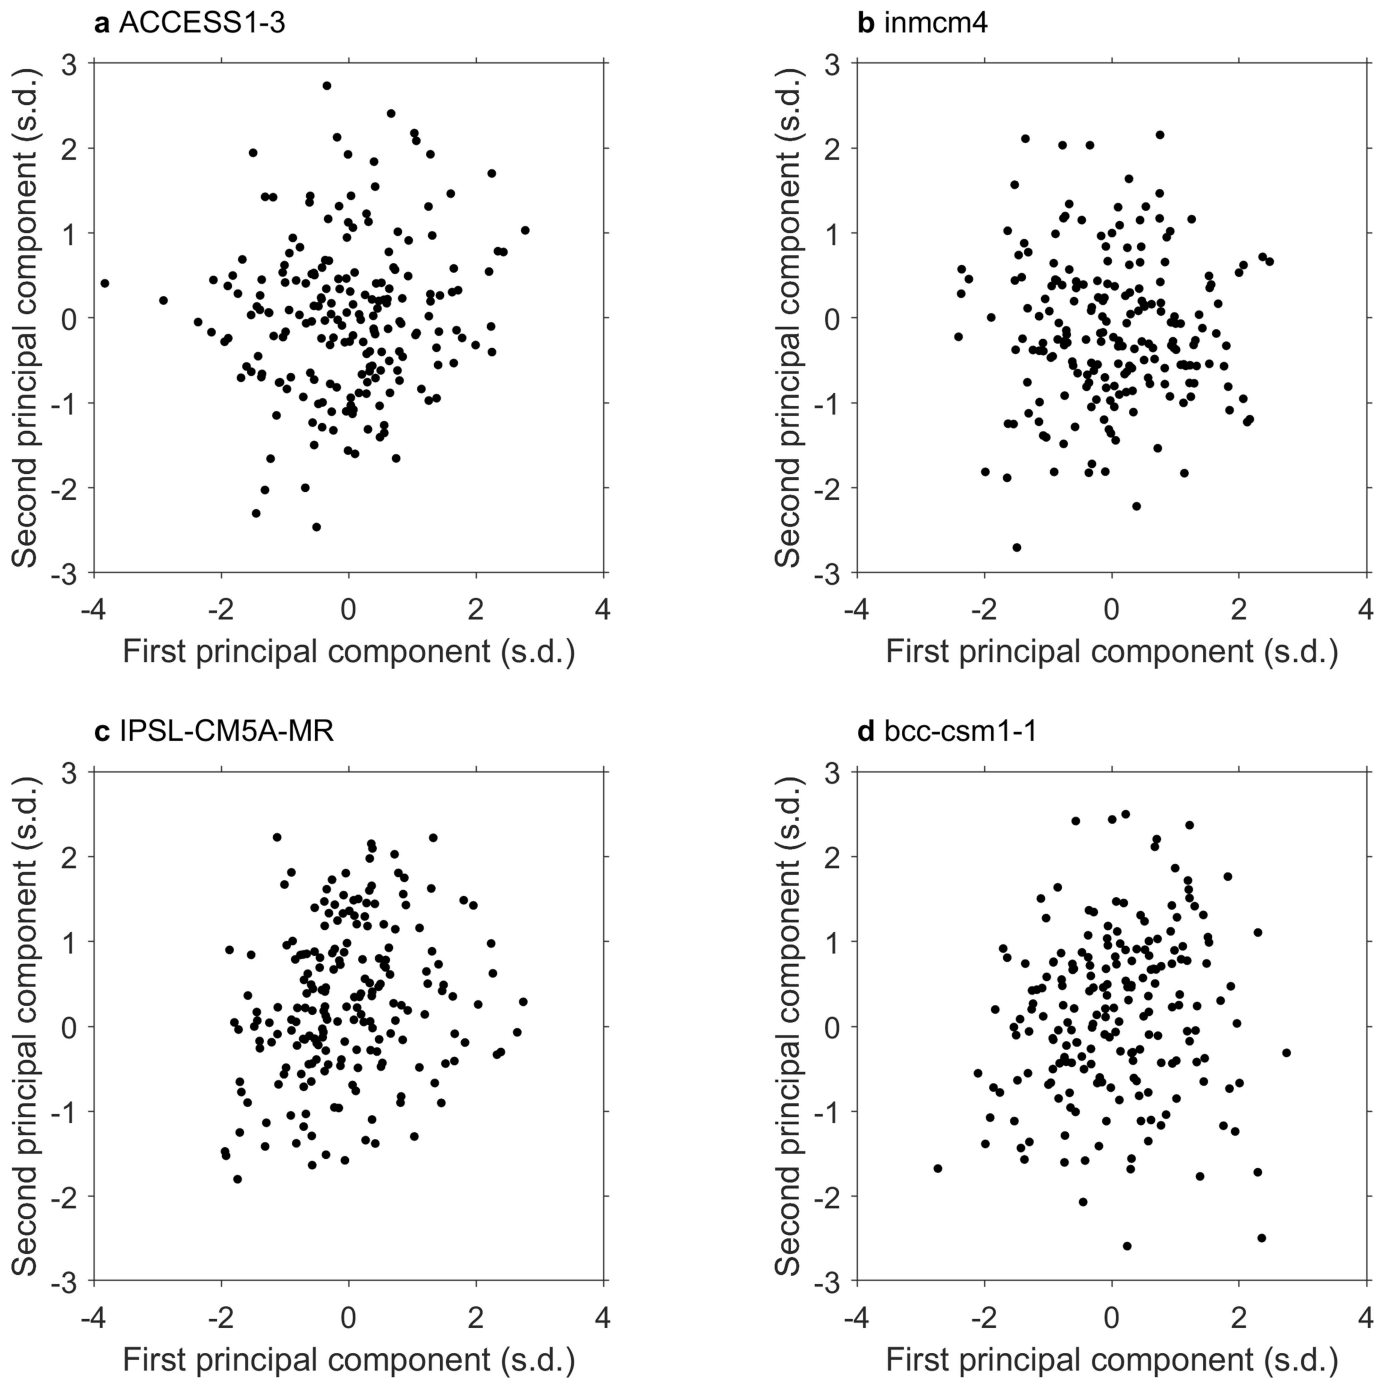 a ACCESS1-3
3
2
1
0
-1
-2
-3
Second principal component (s.d.)
-4 -2 0 2 4
First principal component (s.d.)
b inmcm4
3
2
1
0
-1
-2
-3
Second principal component (s.d.)
-4 -2 0 2 4
First principal component (s.d.)
c IPSL-CM5A-MR
3
2
1
0
-1
-2
-3
Second principal component (s.d.)
-4 -2 0 2 4
First principal component (s.d.)
d bcc-csm1-1
3
2
1
0
-1
-2
-3
Second principal component (s.d.)
-4 -2 0 2 4
First principal component (s.d.)